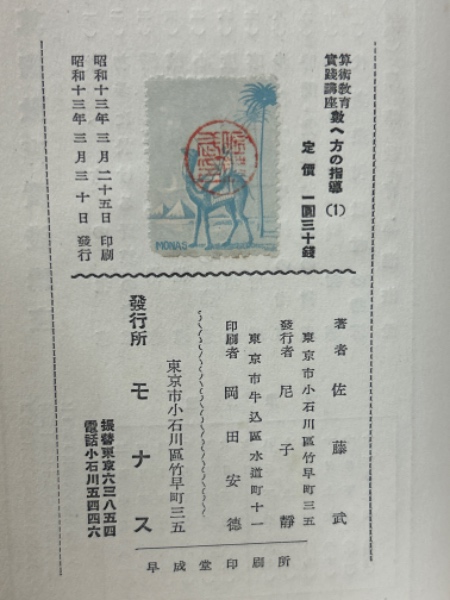 算術教育
實踐講座
數へ方の指導 (1)
定價 一圓三十錢
MONAS
昭和十三年三月二十五日 印刷
昭和十三年三月三十日 發行
著者 佐藤武
東京市小石川區竹早町三五
發行者 尼子靜
東京市牛込區水道町十一
印刷者 岡田安德
東京市小石川區竹早町三五
發行所 モナス
振替東京六三八五四
電話小石川五四四六
早成堂印刷所